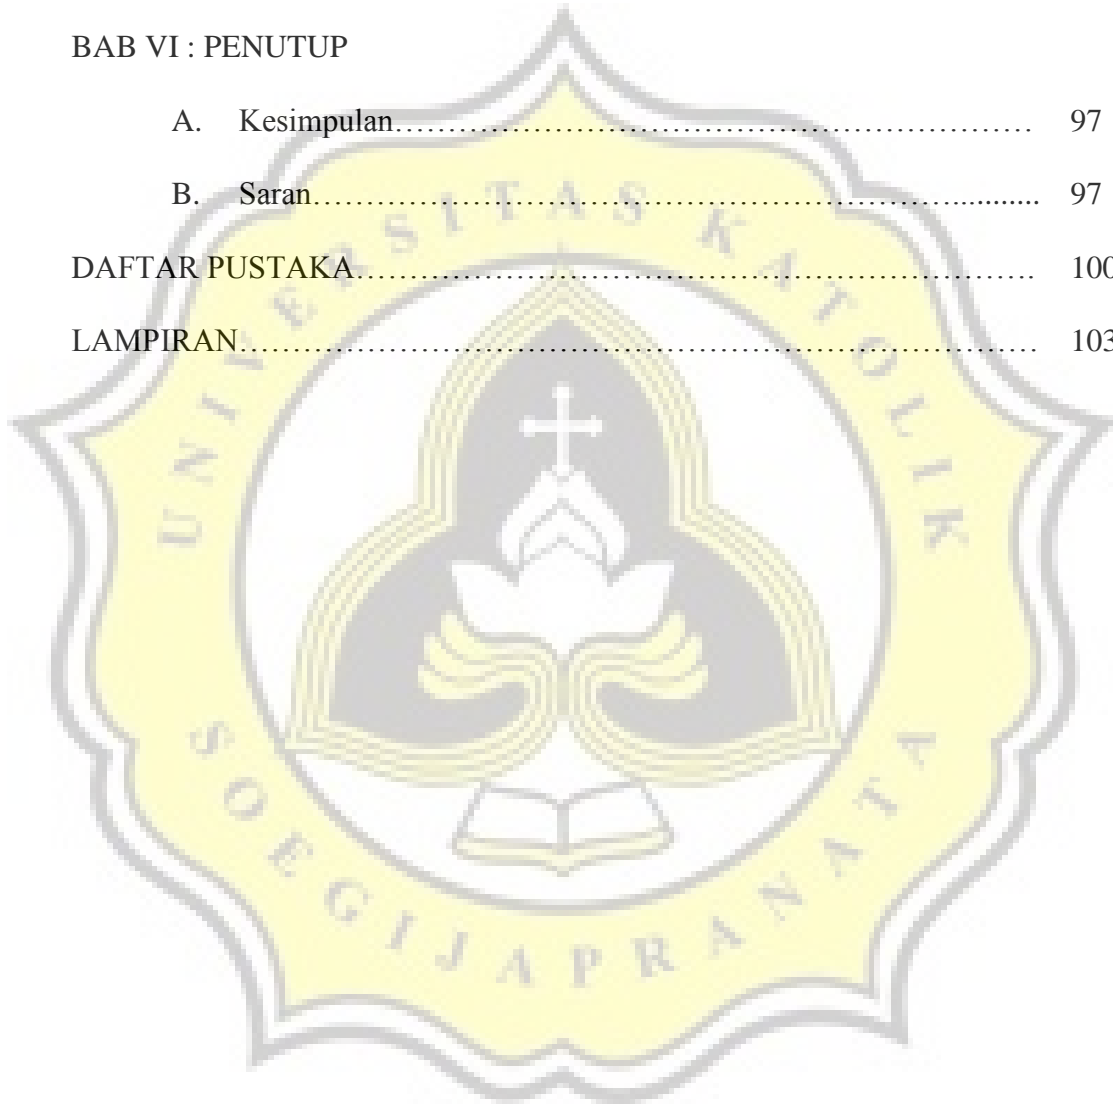 BAB VI : PENUTUP
A. Kesimpulan………………………………………………………… 97
B. Saran…………………………………………………………......... 97
DAFTAR PUSTAKA……………………………………………………………. 100
LAMPIRAN……………………………………………………………………… 103
UNIVERSITAS KATOLIK
SOEGIJAPRANATA